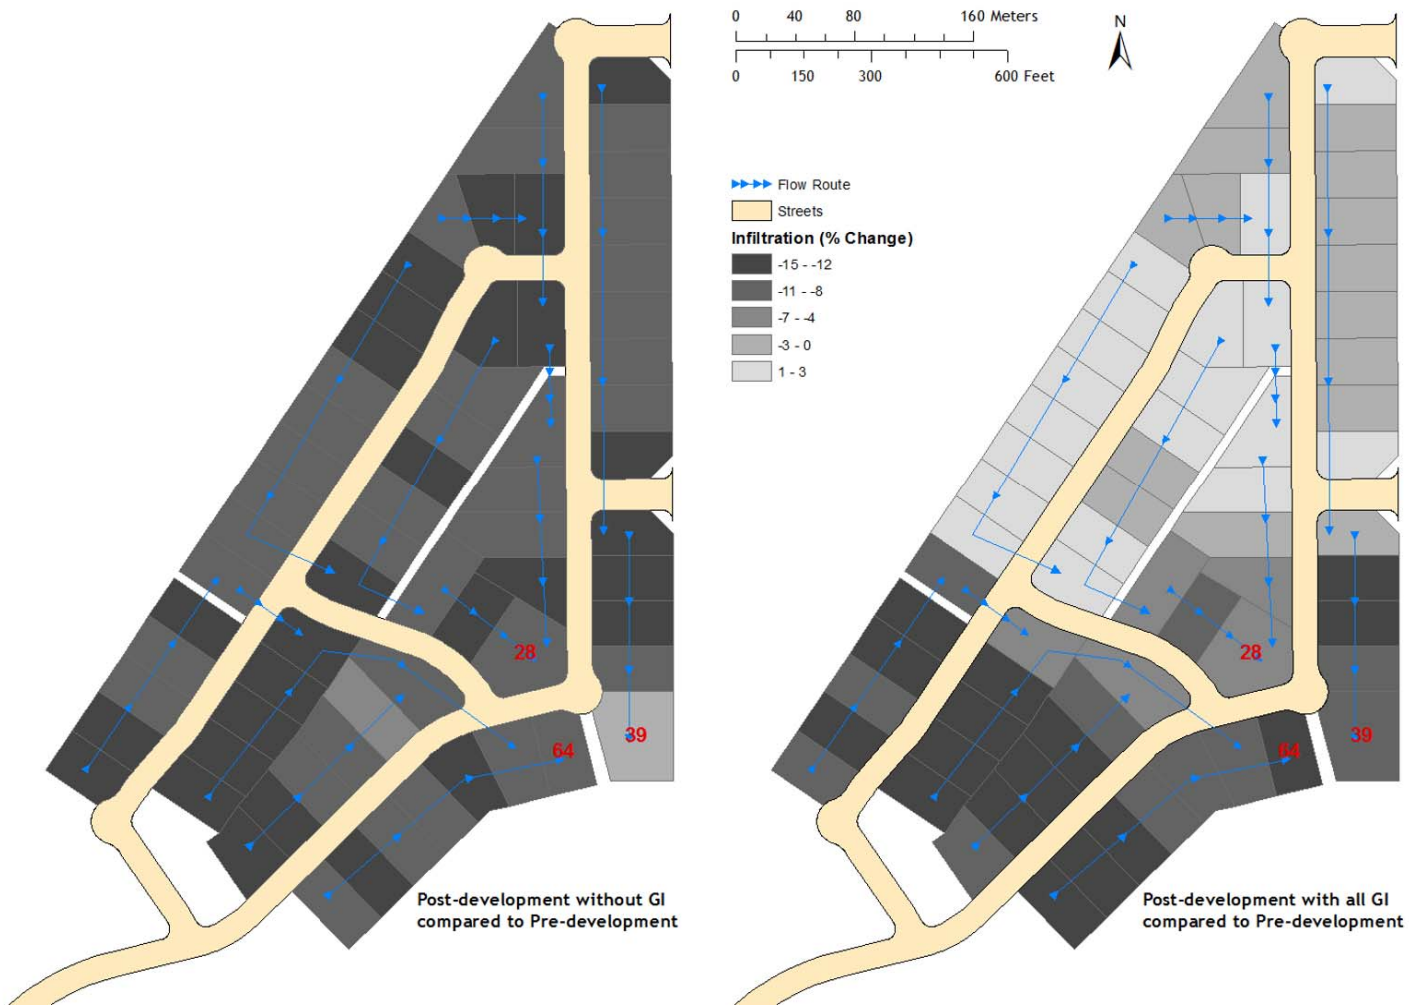 0 40 80 160 Meters
0 150 300 600 Feet
N
Flow Route
Streets
Infiltration (% Change)
-15 - -12
-11 - -8
-7 - -4
-3 - 0
1 - 3
28
64
39
28
64
39
Post-development without GI
compared to Pre-development
Post-development with all GI
compared to Pre-development